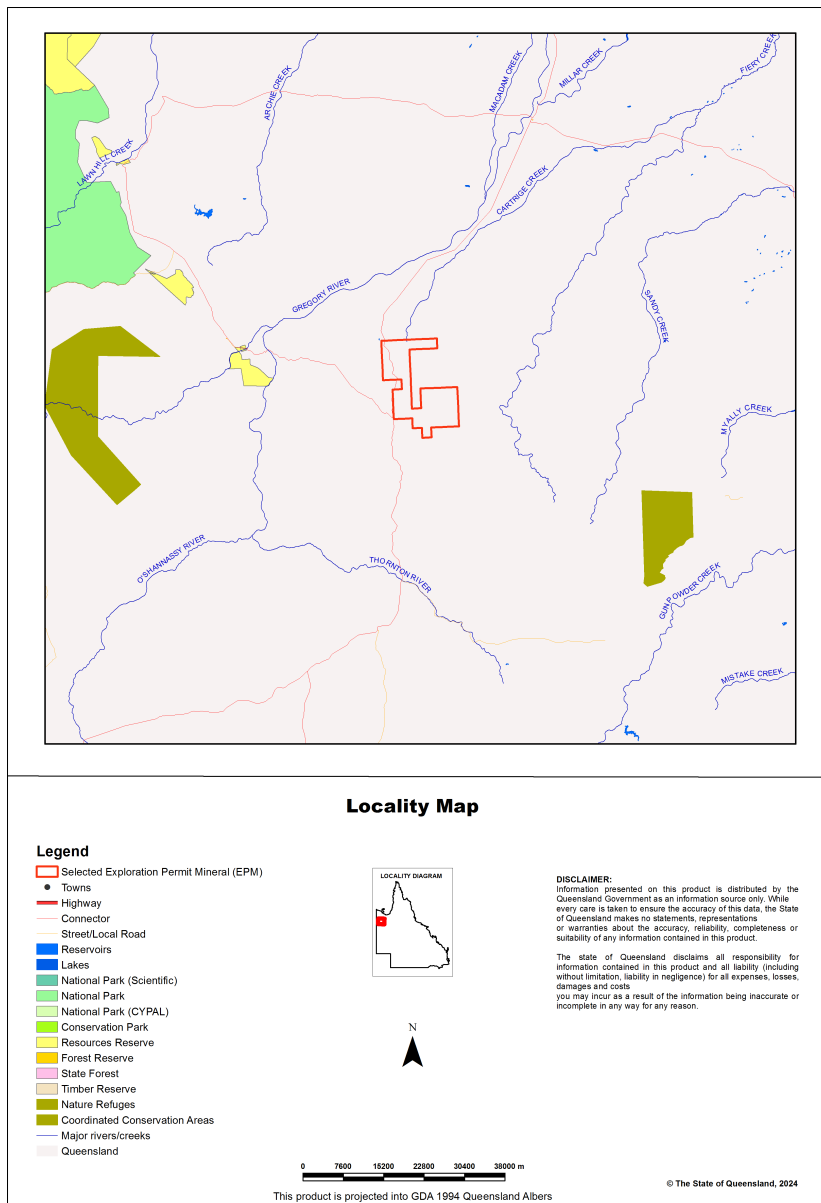 FIERY CREEK
MACADAM CREEK
MILLAR CREEK
ARCHIE CREEK
LAWN HILL CREEK
CARTRIGE CREEK
GREGORY RIVER
SANDY CREEK
MYALLY CREEK
O'SHANNASSY RIVER
THORNTON RIVER
GUNPOWDER CREEK
MISTAKE CREEK
Locality Map
Legend
Selected Exploration Permit Mineral (EPM)
Towns
Highway
Connector
Street/Local Road
Reservoirs
Lakes
National Park (Scientific)
National Park
National Park (CYPAL)
Conservation Park
Resources Reserve
Forest Reserve
State Forest
Timber Reserve
Nature Refuges
Coordinated Conservation Areas
Major rivers/creeks
Queensland
LOCALITY DIAGRAM
N
0 7600 15200 22800 30400 38000 m
This product is projected into GDA 1994 Queensland Albers
DISCLAIMER:
Information presented on this product is distributed by the
Queensland Government as an information source only. While
every care is taken to ensure the accuracy of this data, the State
of Queensland makes no statements, representations
or warranties about the accuracy, reliability, completeness or
suitability of any information contained in this product.
The state of Queensland disclaims all responsibility for
information contained in this product and all liability (including
without limitation, liability in negligence) for all expenses, losses,
damages and costs
you may incur as a result of the information being inaccurate or
incomplete in any way for any reason.
© The State of Queensland, 2024